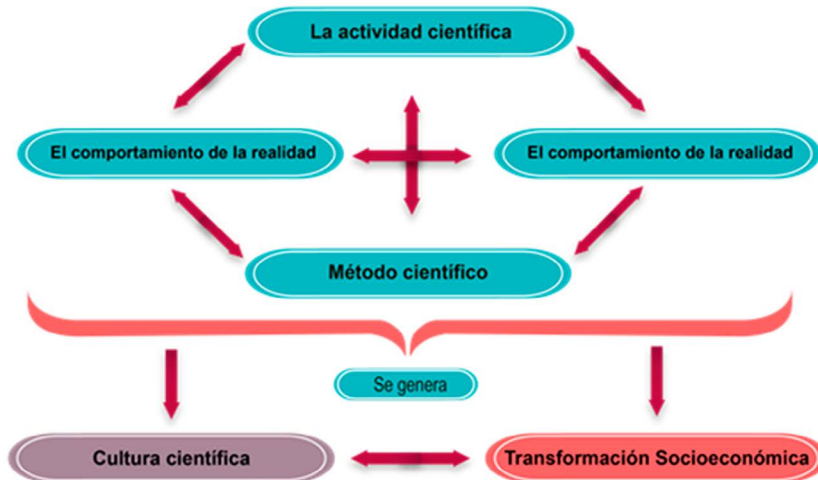 La actividad científica
El comportamiento de la realidad
El comportamiento de la realidad
Método científico
Se genera
Cultura científica
Transformación Socioeconómica